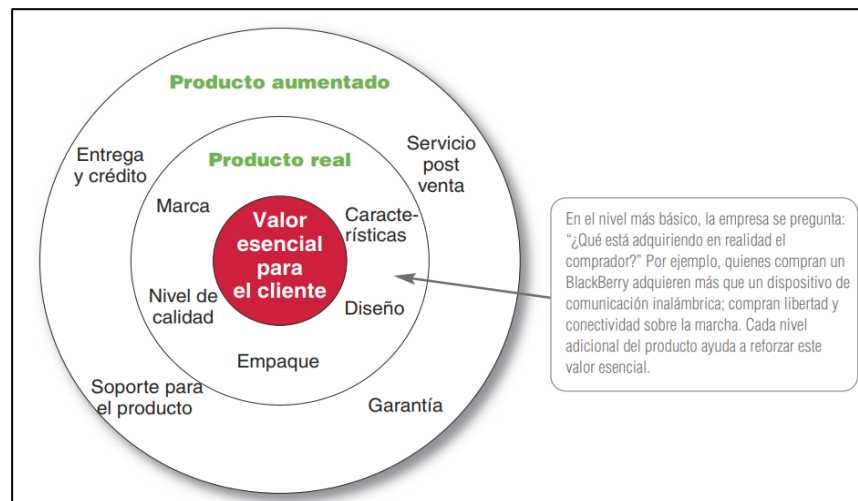 Producto aumentado
Entrega
y crédito
Servicio
post
venta
Producto real
Marca
Caracte-
rísticas
Valor
esencial
para
el cliente
Nivel de
calidad
Diseño
Empaque
Soporte para
el producto
Garantía
En el nivel más básico, la empresa se pregunta:
“¿Qué está adquiriendo en realidad el
comprador?” Por ejemplo, quienes compran un
BlackBerry adquieren más que un dispositivo de
comunicación inalámbrica; compran libertad y
conectividad sobre la marcha. Cada nivel
adicional del producto ayuda a reforzar este
valor esencial.